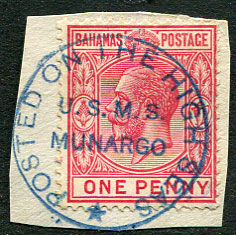 BAHAMAS POSTAGE
POSTED ON THE HIGH SEAS
U.S.M.S.
MUNARGO
ONE PENNY